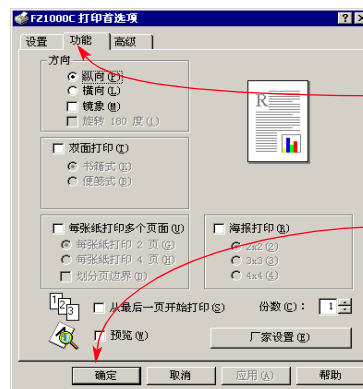 FZ1000C 打印首选项
设置 功能 高级
方向
纵向(P)
横向(L)
镜象(M)
旋转 180 度(I)
双面打印(T)
书籍式(K)
便笺式(B)
每张纸打印多个页面(U)
每张纸打印 2 页(G)
每张纸打印 4 页(H)
划分页边界(D)
海报打印(R)
2x2(2)
3x3(3)
4x4(4)
从最后一页开始打印(S)
份数(C): 1
预览(W)
厂家设置(E)
确定 取消 应用(A) 帮助
R
1
2
3